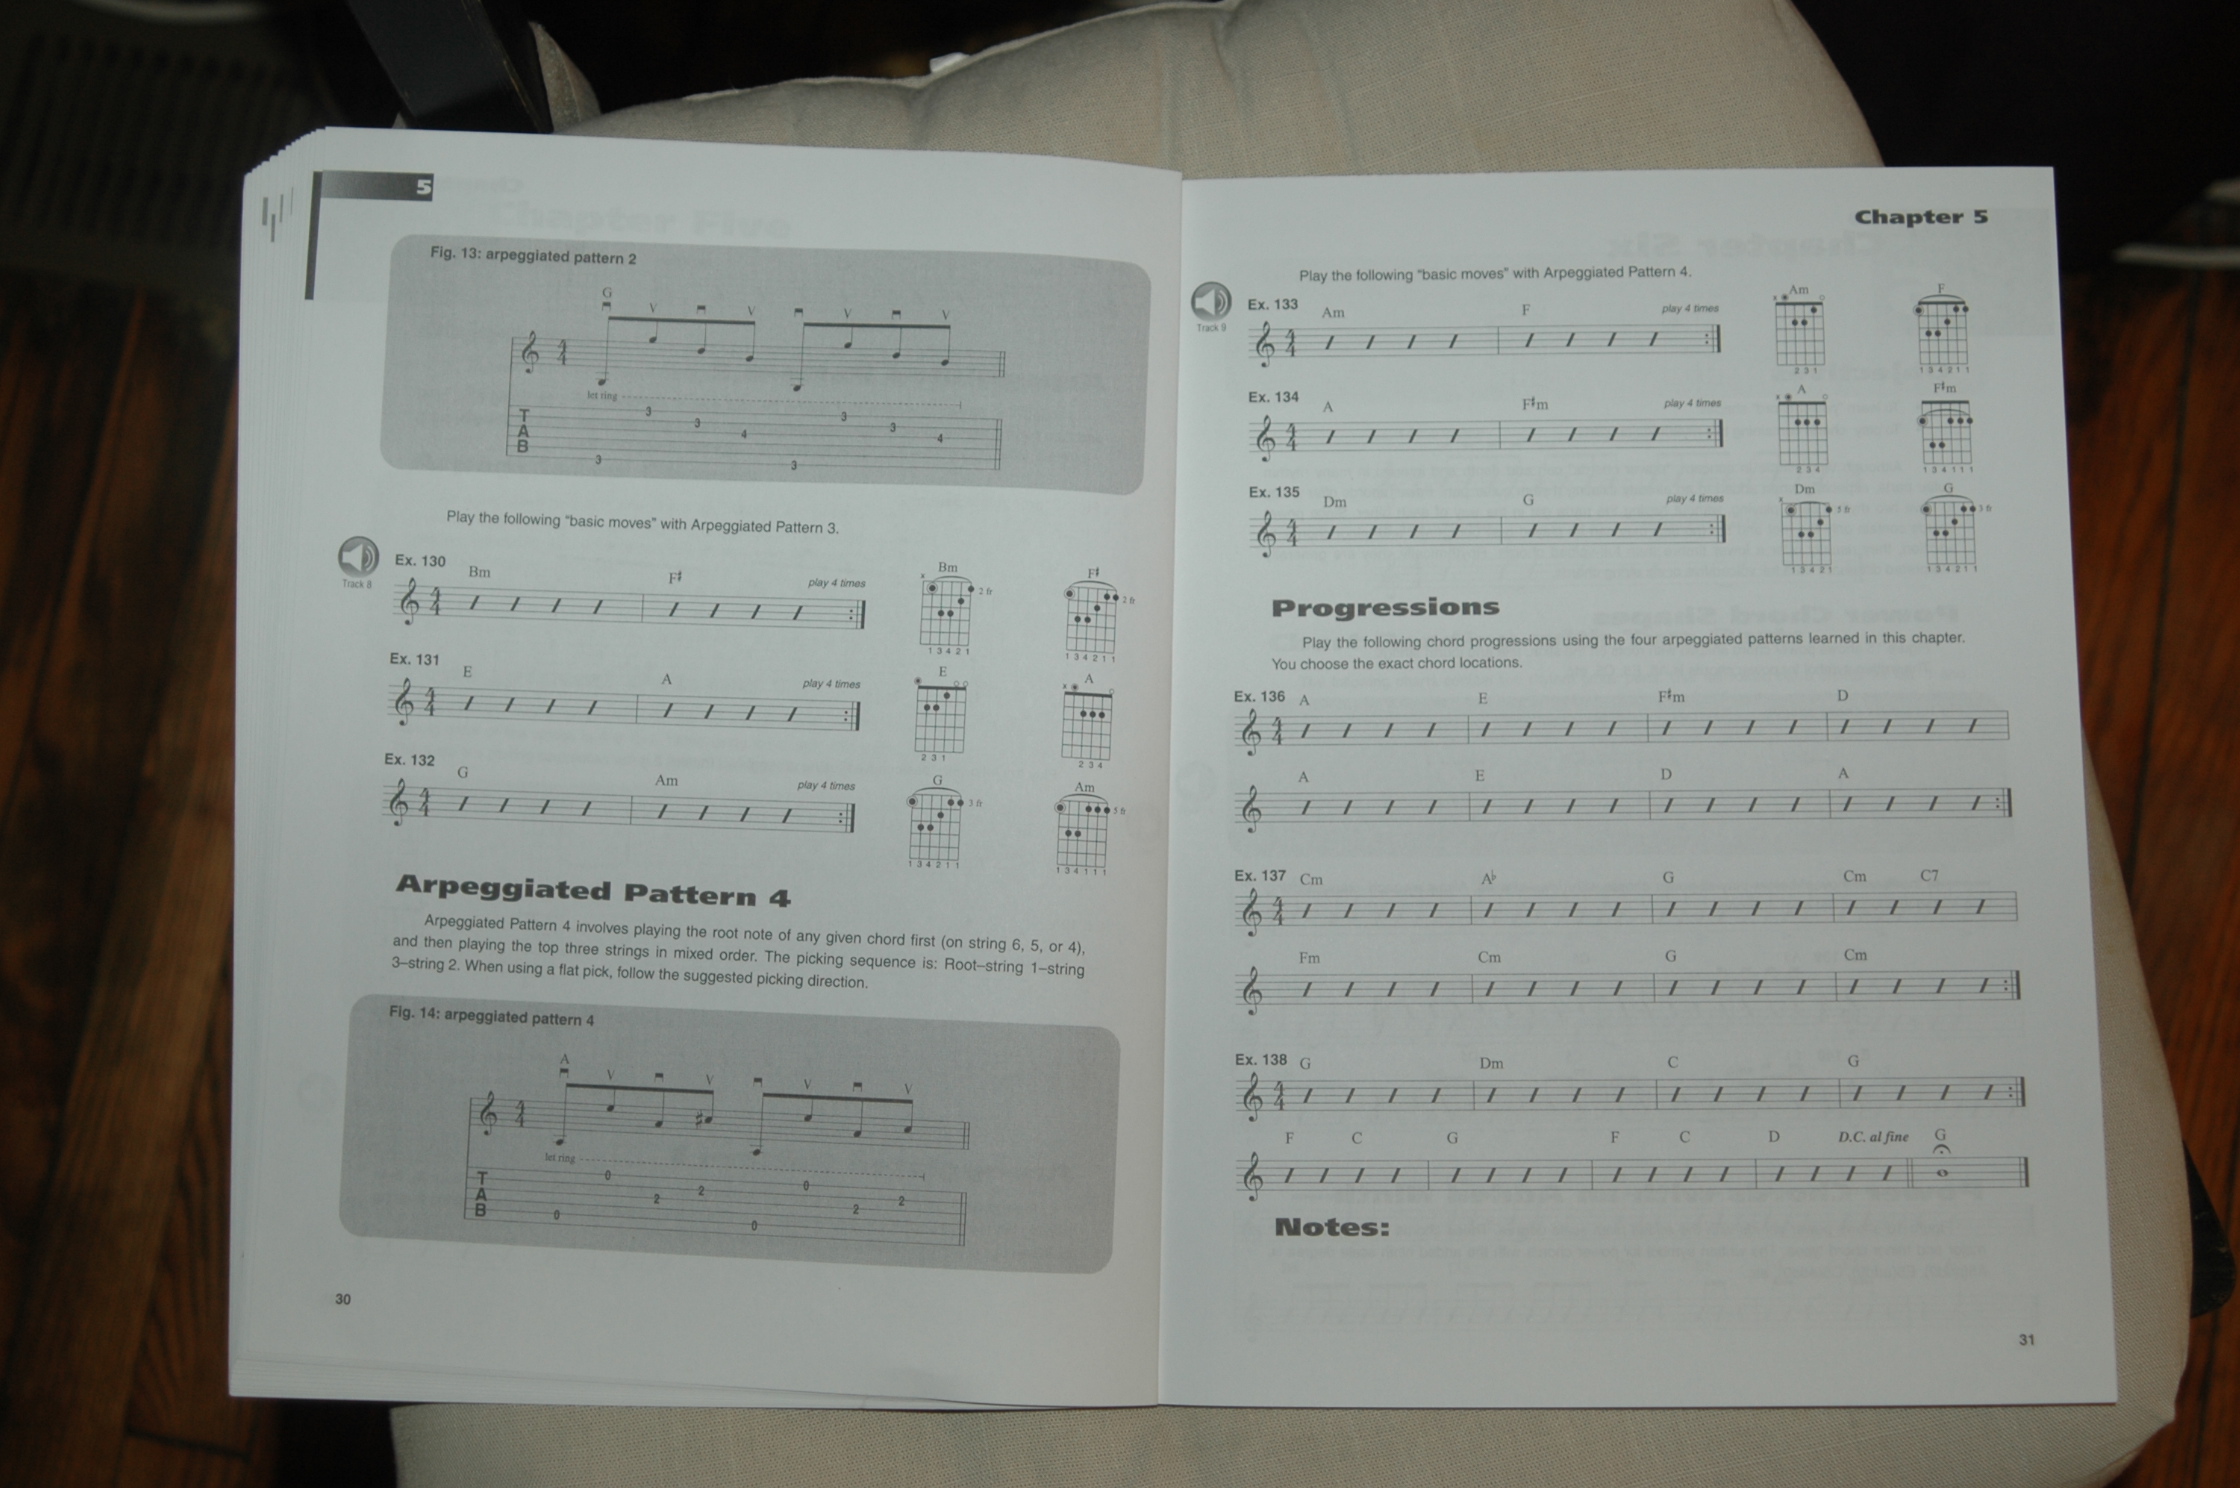 5
Fig. 13: arpeggiated pattern 2
G
V V V V
4
4
let ring
T
A
B
3 3 3 4 3 3 3 4
Play the following “basic moves” with Arpeggiated Pattern 3.
Track 8
Ex. 130
Bm F♯ play 4 times
Bm F♯
x 2 fr 2 fr
1 3 4 2 1 1 3 4 2 1 1
Ex. 131
E A play 4 times
E A
2 3 1 2 3 4
Ex. 132
G Am play 4 times
G Am
3 fr 5 fr
1 3 4 2 1 1 1 3 4 1 1 1
Arpeggiated Pattern 4
Arpeggiated Pattern 4 involves playing the root note of any given chord first (on string 6, 5, or 4),
and then playing the top three strings in mixed order. The picking sequence is: Root–string 1–string
3–string 2. When using a flat pick, follow the suggested picking direction.
Fig. 14: arpeggiated pattern 4
A
V V V V
4
4
let ring
T
A
B
0 0 2 2 0 0 2 2
30
Chapter 5
Play the following “basic moves” with Arpeggiated Pattern 4.
Track 9
Ex. 133
Am F play 4 times
Am F
2 3 1 1 3 4 2 1 1
Ex. 134
A F♯m play 4 times
A F♯m
2 3 4 1 3 4 1 1 1
Ex. 135
Dm G play 4 times
Dm G
x 5 fr 3 fr
1 3 4 2 1 1 3 4 2 1 1
Progressions
Play the following chord progressions using the four arpeggiated patterns learned in this chapter.
You choose the exact chord locations.
Ex. 136 A E F♯m D
A E D A
Ex. 137 Cm A♭ G Cm C7
Fm Cm G Cm
Ex. 138 G Dm C G
F C G F C D D.C. al fine G
Notes:
31